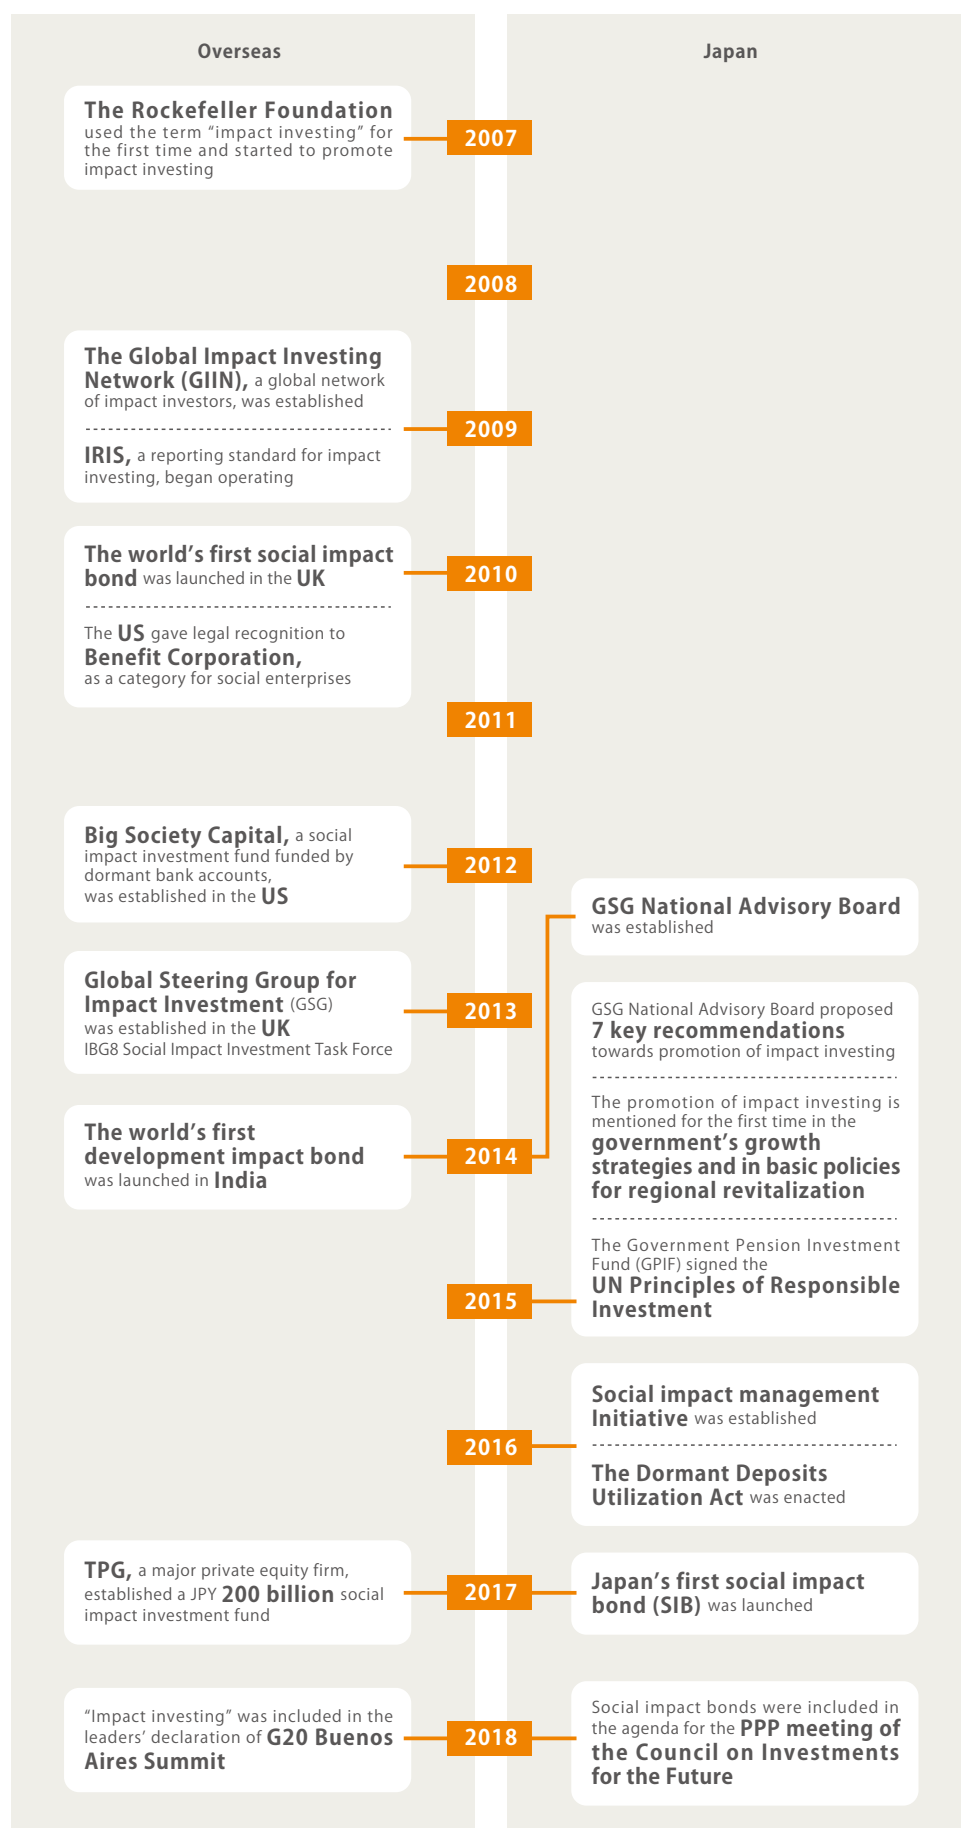 Overseas
Japan
The Rockefeller Foundation
used the term “impact investing” for
the first time and started to promote
impact investing
2007
2008
The Global Impact Investing
Network (GIIN), a global network
of impact investors, was established
IRIS, a reporting standard for impact
investing, began operating
2009
The world’s first social impact
bond was launched in the UK
The US gave legal recognition to
Benefit Corporation,
as a category for social enterprises
2010
2011
Big Society Capital, a social
impact investment fund funded by
dormant bank accounts,
was established in the US
2012
Global Steering Group for
Impact Investment (GSG)
was established in the UK
IBG8 Social Impact Investment Task Force
2013
The world’s first
development impact bond
was launched in India
2014
GSG National Advisory Board
was established
2015
GSG National Advisory Board proposed
7 key recommendations
towards promotion of impact investing
The promotion of impact investing is
mentioned for the first time in the
government’s growth
strategies and in basic policies
for regional revitalization
The Government Pension Investment
Fund (GPIF) signed the
UN Principles of Responsible
Investment
2016
Social impact management
Initiative was established
The Dormant Deposits
Utilization Act was enacted
TPG, a major private equity firm,
established a JPY 200 billion social
impact investment fund
2017
Japan’s first social impact
bond (SIB) was launched
“Impact investing” was included in the
leaders’ declaration of G20 Buenos
Aires Summit
2018
Social impact bonds were included in
the agenda for the PPP meeting of
the Council on Investments
for the Future